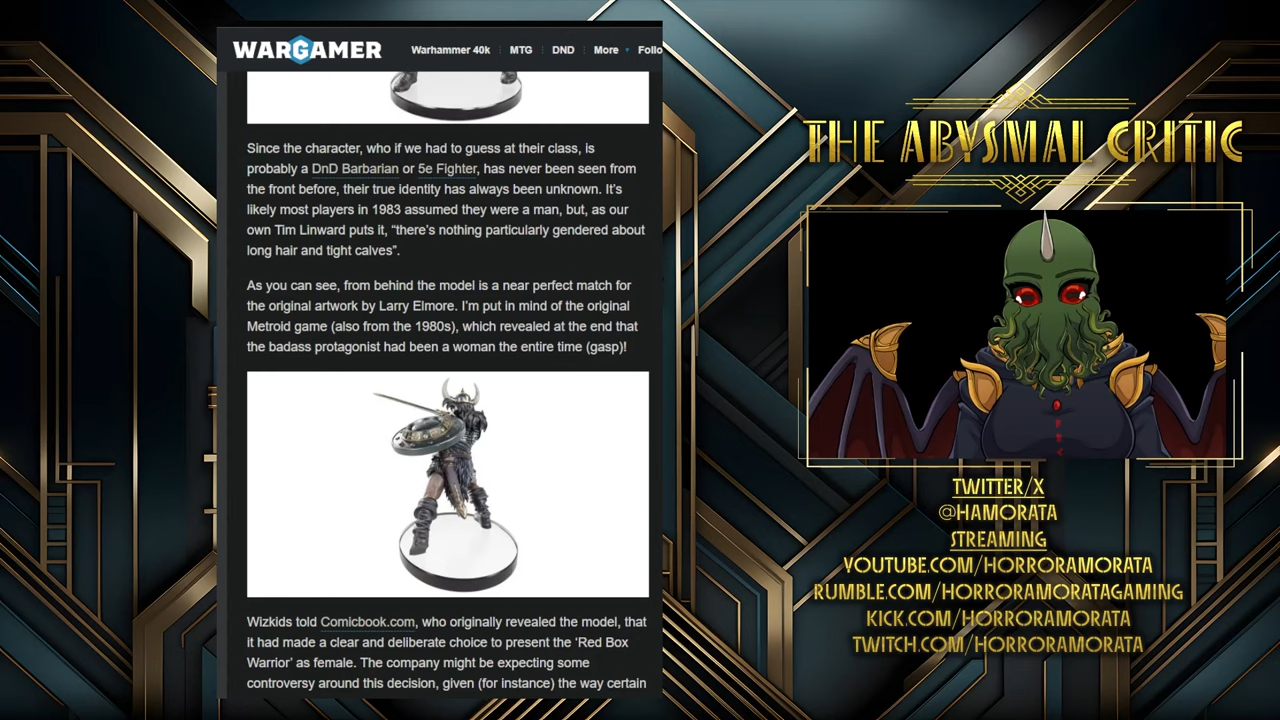 WARGAMER
Warhammer 40k MTG DND More Follo
Since the character, who if we had to guess at their class, is
probably a DnD Barbarian or 5e Fighter, has never been seen from
the front before, their true identity has always been unknown. It's
likely most players in 1983 assumed they were a man, but, as our
own Tim Linward puts it, “there's nothing particularly gendered about
long hair and tight calves”.
As you can see, from behind the model is a near perfect match for
the original artwork by Larry Elmore. I'm put in mind of the original
Metroid game (also from the 1980s), which revealed at the end that
the badass protagonist had been a woman the entire time (gasp)!
Wizkids told Comicbook.com, who originally revealed the model, that
it had made a clear and deliberate choice to present the 'Red Box
Warrior' as female. The company might be expecting some
controversy around this decision, given (for instance) the way certain
THE ABYSMAL CRITIC
TWITTER/X
@HAMORATA
STREAMING
YOUTUBE.COM/HORRORAMORATA
RUMBLE.COM/HORRORAMORATAGAMING
KICK.COM/HORRORAMORATA
TWITCH.COM/HORRORAMORATA